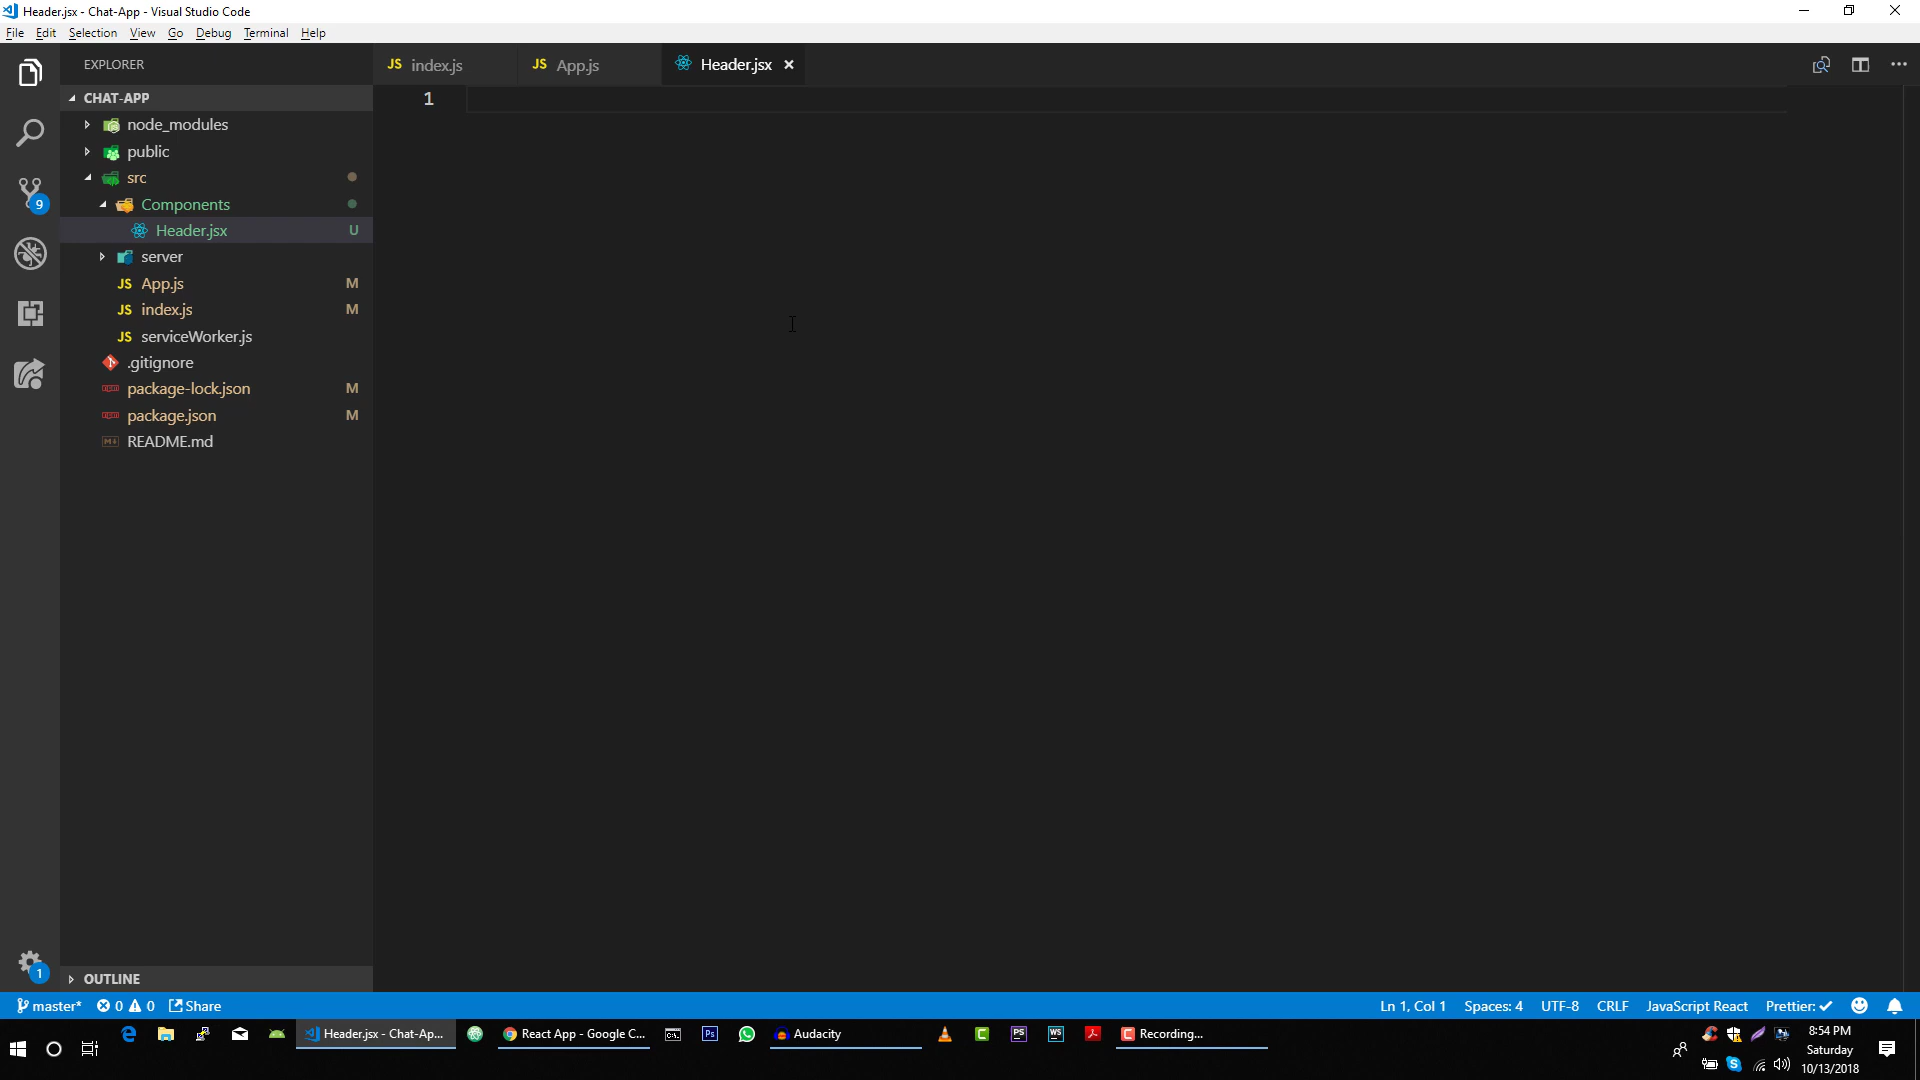 Header.jsx - Chat-App - Visual Studio Code
File Edit Selection View Go Debug Terminal Help
EXPLORER
JS index.js
JS App.js
Header.jsx
CHAT-APP
1
node_modules
public
src
9
Components
Header.jsx U
server
JS App.js M
JS index.js M
JS serviceWorker.js
.gitignore
package-lock.json M
package.json M
README.md
1
OUTLINE
master* 0 0 Share
Ln 1, Col 1 Spaces: 4 UTF-8 CRLF JavaScript React Prettier:
Header.jsx - Chat-Ap...
React App - Google C...
Ps
Audacity
PS
WS
Recording...
8:54 PM
Saturday
10/13/2018